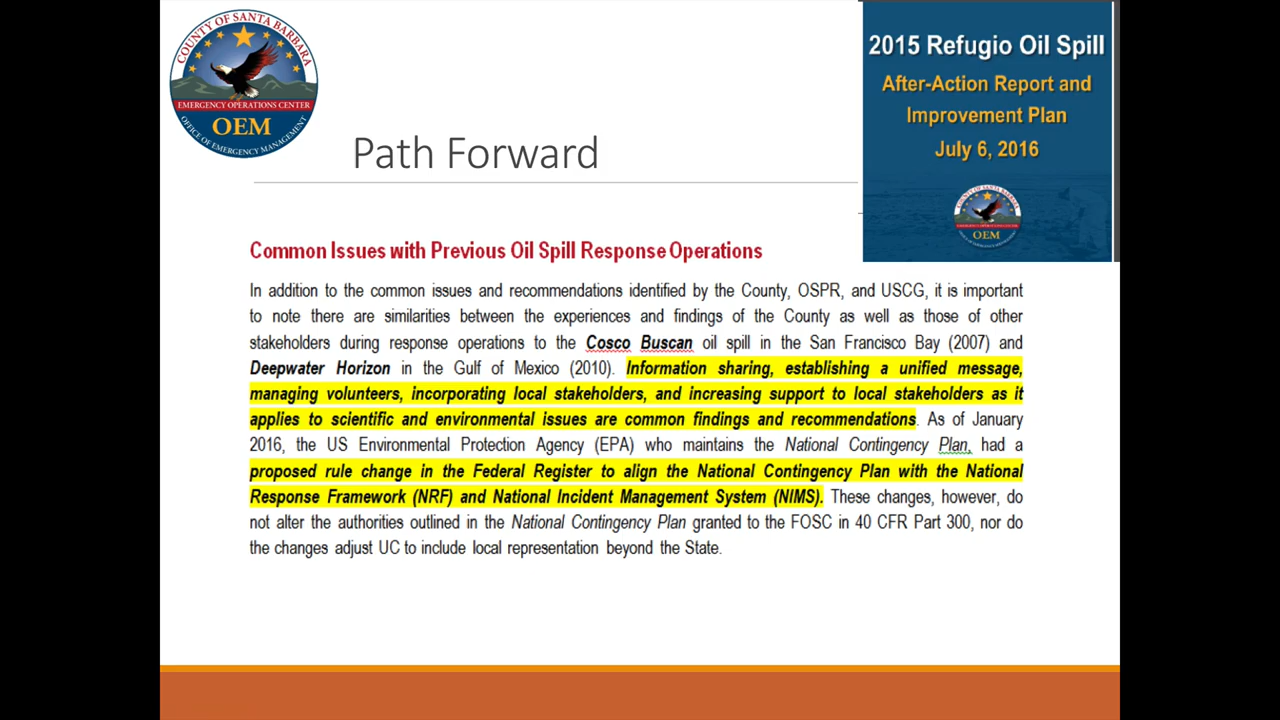 COUNTY OF SANTA BARBARA
EMERGENCY OPERATIONS CENTER
OEM
OFFICE OF EMERGENCY MANAGEMENT
Path Forward
2015 Refugio Oil Spill
After-Action Report and
Improvement Plan
July 6, 2016
COUNTY OF SANTA BARBARA
OEM
Common Issues with Previous Oil Spill Response Operations
In addition to the common issues and recommendations identified by the County, OSPR, and USCG, it is important
to note there are similarities between the experiences and findings of the County as well as those of other
stakeholders during response operations to the Cosco Buscan oil spill in the San Francisco Bay (2007) and
Deepwater Horizon in the Gulf of Mexico (2010). Information sharing, establishing a unified message,
managing volunteers, incorporating local stakeholders, and increasing support to local stakeholders as it
applies to scientific and environmental issues are common findings and recommendations. As of January
2016, the US Environmental Protection Agency (EPA) who maintains the National Contingency Plan, had a
proposed rule change in the Federal Register to align the National Contingency Plan with the National
Response Framework (NRF) and National Incident Management System (NIMS). These changes, however, do
not alter the authorities outlined in the National Contingency Plan granted to the FOSC in 40 CFR Part 300, nor do
the changes adjust UC to include local representation beyond the State.